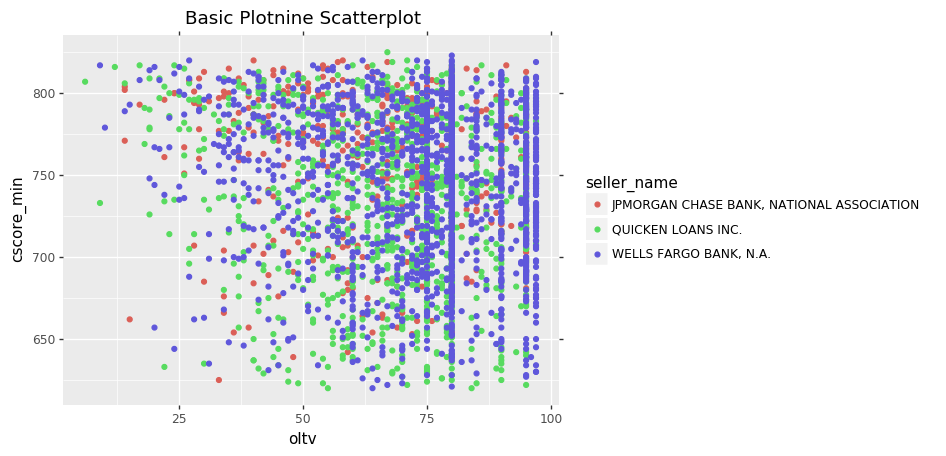 Basic Plotnine Scatterplot
800
750
700
650
cscore_min
25
50
75
100
oltv
seller_name
JPMORGAN CHASE BANK, NATIONAL ASSOCIATION
QUICKEN LOANS INC.
WELLS FARGO BANK, N.A.